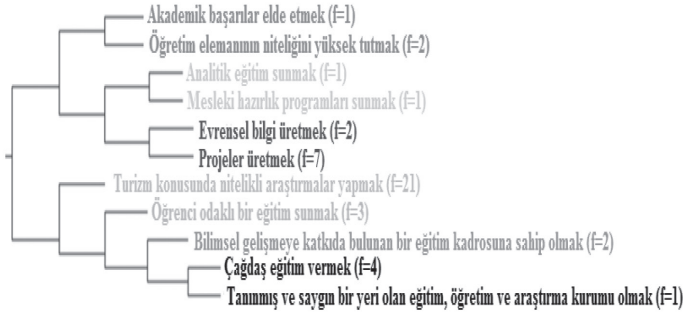 Akademik başarılar elde etmek (f=1)
Öğretim elemanının niteliğini yüksek tutmak (f=2)
Analitik eğitim sunmak (f=1)
Mesleki hazırlık programları sunmak (f=1)
Evrensel bilgi üretmek (f=2)
Projeler üretmek (f=7)
Turizm konusunda nitelikli araştırmalar yapmak (f=21)
Öğrenci odaklı bir eğitim sunmak (f=3)
Bilimsel gelişmeye katkıda bulunan bir eğitim kadrosuna sahip olmak (f=2)
Çağdaş eğitim vermek (f=4)
Tanınmış ve saygın bir yeri olan eğitim, öğretim ve araştırma kurumu olmak (f=1)